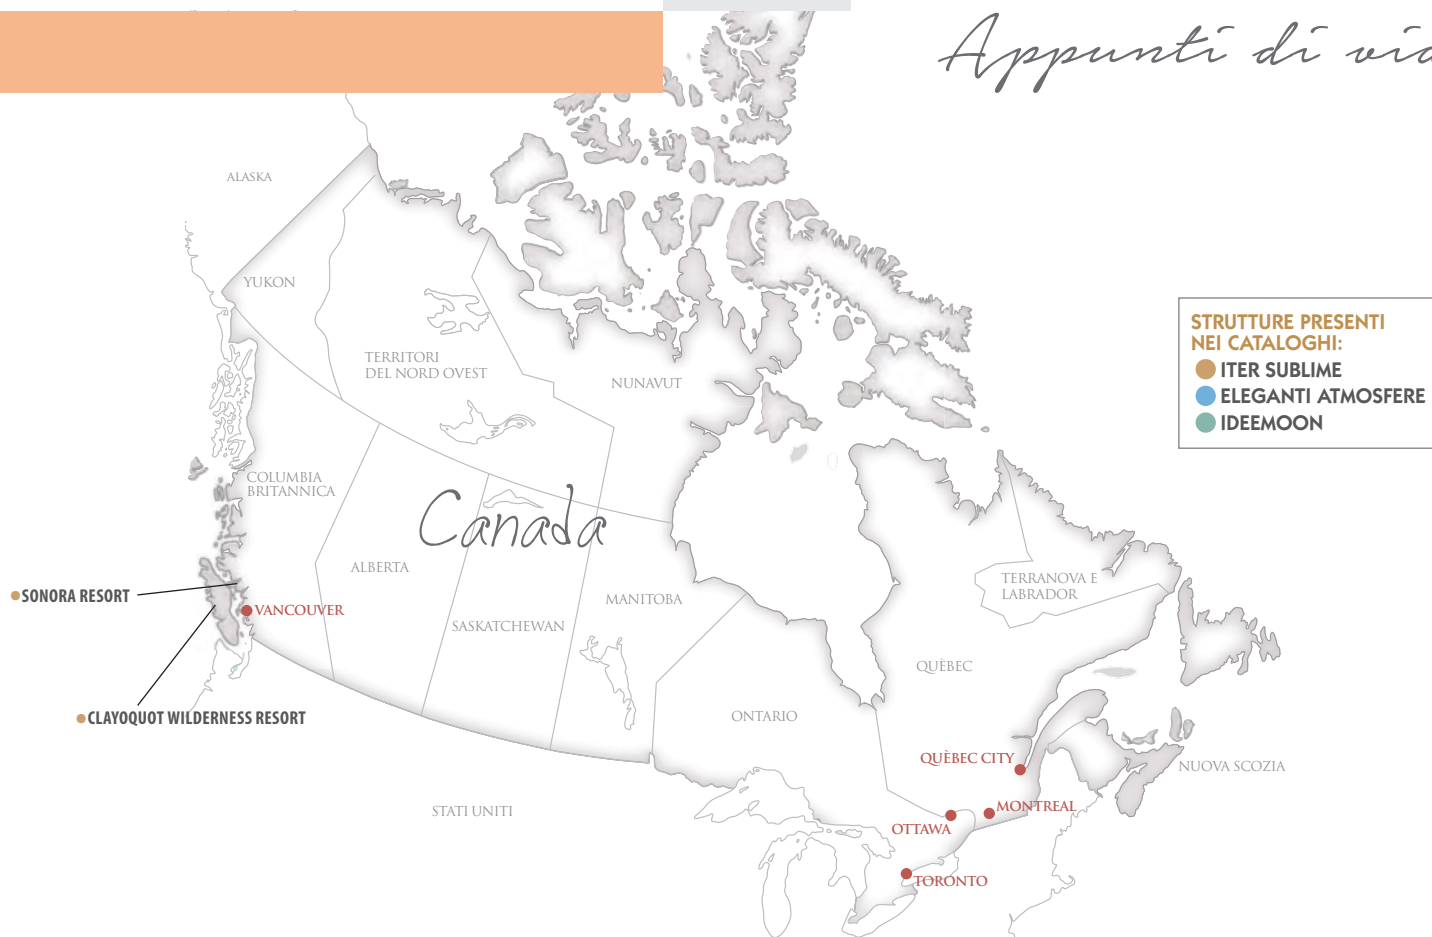 Appunti di
ALASKA
YUKON
TERRITORI
DEL NORD OVEST
NUNAVUT
STRUTTURE PRESENTI
NEI CATALOGHI:
ITER SUBLIME
ELEGANTI ATMOSFERE
IDEEMOON
COLUMBIA
BRITANNICA
Canada
ALBERTA
SASKATCHEWAN
MANITOBA
TERRANOVA E
LABRADOR
SONORA RESORT
VANCOUVER
CLAYOQUOT WILDERNESS RESORT
QUÈBEC
ONTARIO
QUÈBEC CITY
NUOVA SCOZIA
MONTREAL
STATI UNITI
OTTAWA
TORONTO